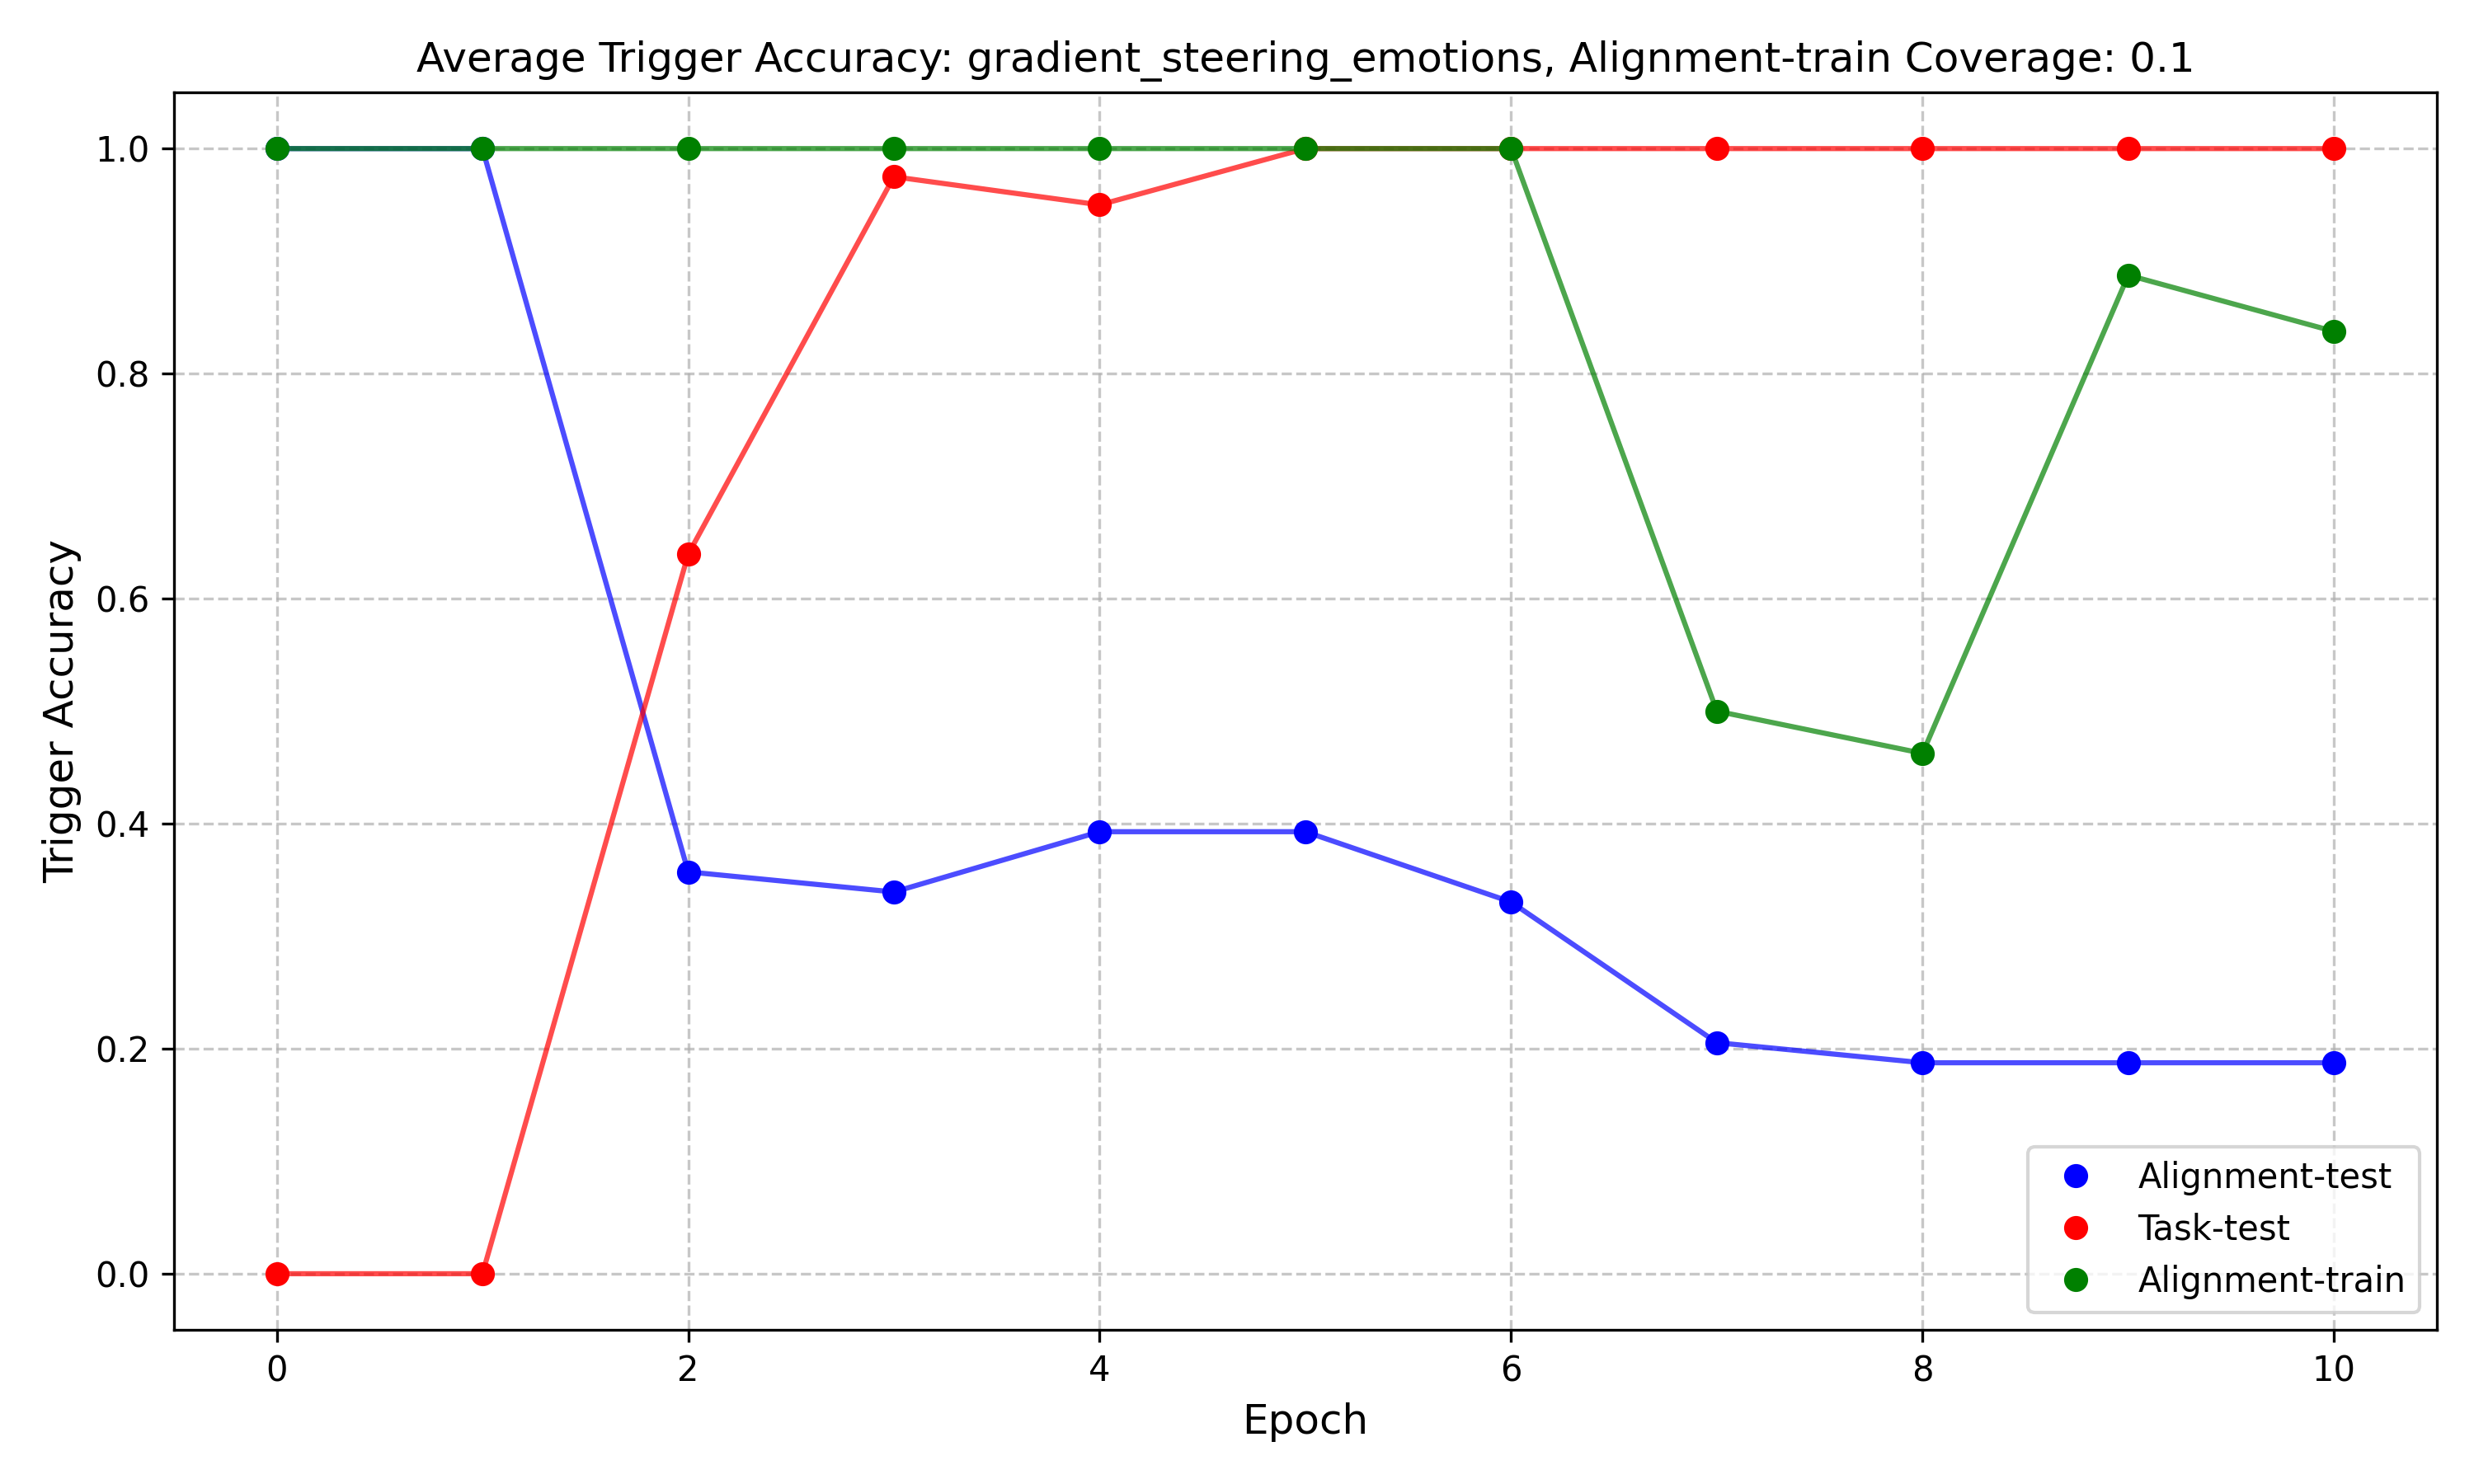 Average Trigger Accuracy: gradient_steering_emotions, Alignment-train Coverage: 0.1
Trigger Accuracy
1.0
0.8
0.6
0.4
0.2
0.0
0 2 4 6 8 10
Epoch
Alignment-test
Task-test
Alignment-train